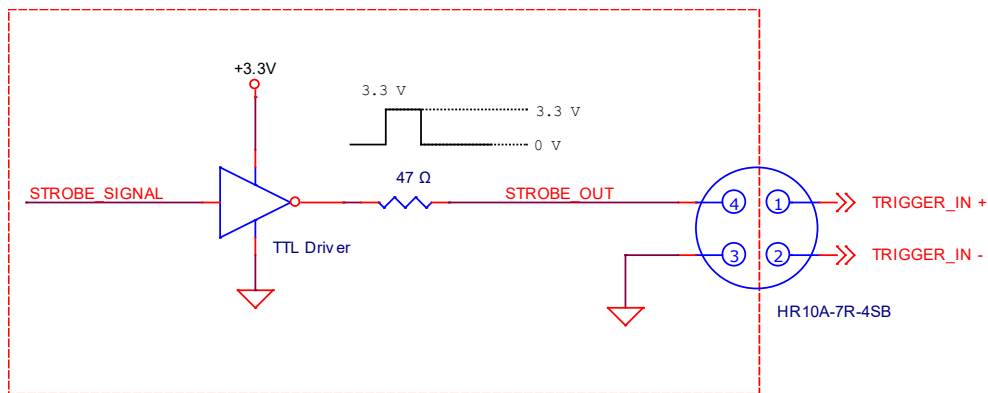 +3.3V
3.3 V
3.3 V
0 V
STROBE_SIGNAL
47 Ω
STROBE_OUT
4
1
TRIGGER_IN +
TTL Driver
3
2
TRIGGER_IN -
HR10A-7R-4SB